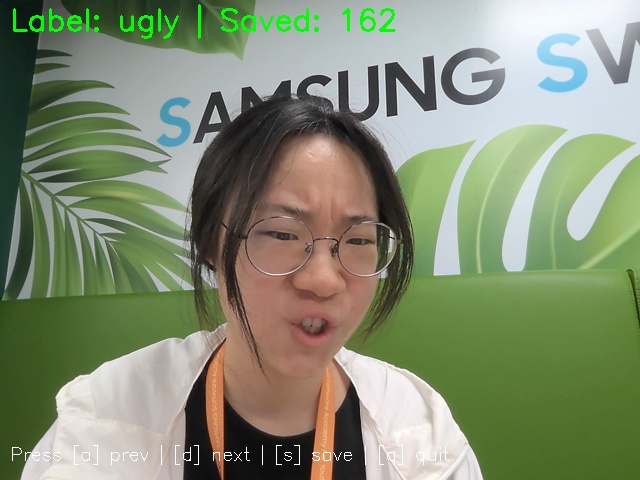 Label: ugly | Saved: 162
SAMSUNG SW
Press [a] prev | [d] next | [s] save | [q] quit